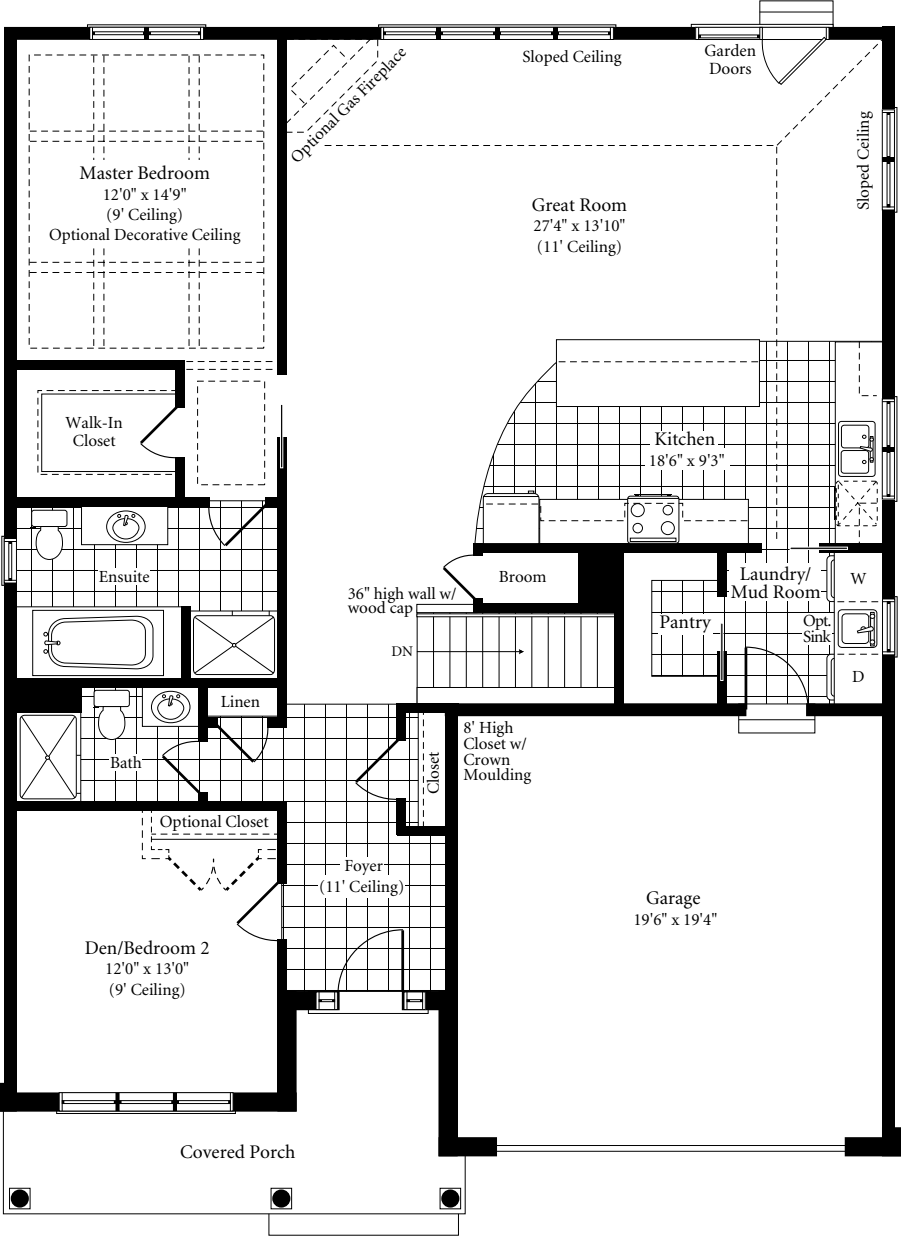 Sloped Ceiling
Garden
Doors
Optional Gas Fireplace
Sloped Ceiling
Master Bedroom
12'0" x 14'9"
(9' Ceiling)
Optional Decorative Ceiling
Great Room
27'4" x 13'10"
(11' Ceiling)
Walk-In
Closet
Kitchen
18'6" x 9'3"
Ensuite
Broom
36" high wall w/
wood cap
Laundry/
Mud Room
W
Pantry
Opt.
Sink
DN
D
Linen
8' High
Closet w/
Crown
Moulding
Bath
Closet
Optional Closet
Foyer
(11' Ceiling)
Garage
19'6" x 19'4"
Den/Bedroom 2
12'0" x 13'0"
(9' Ceiling)
Covered Porch